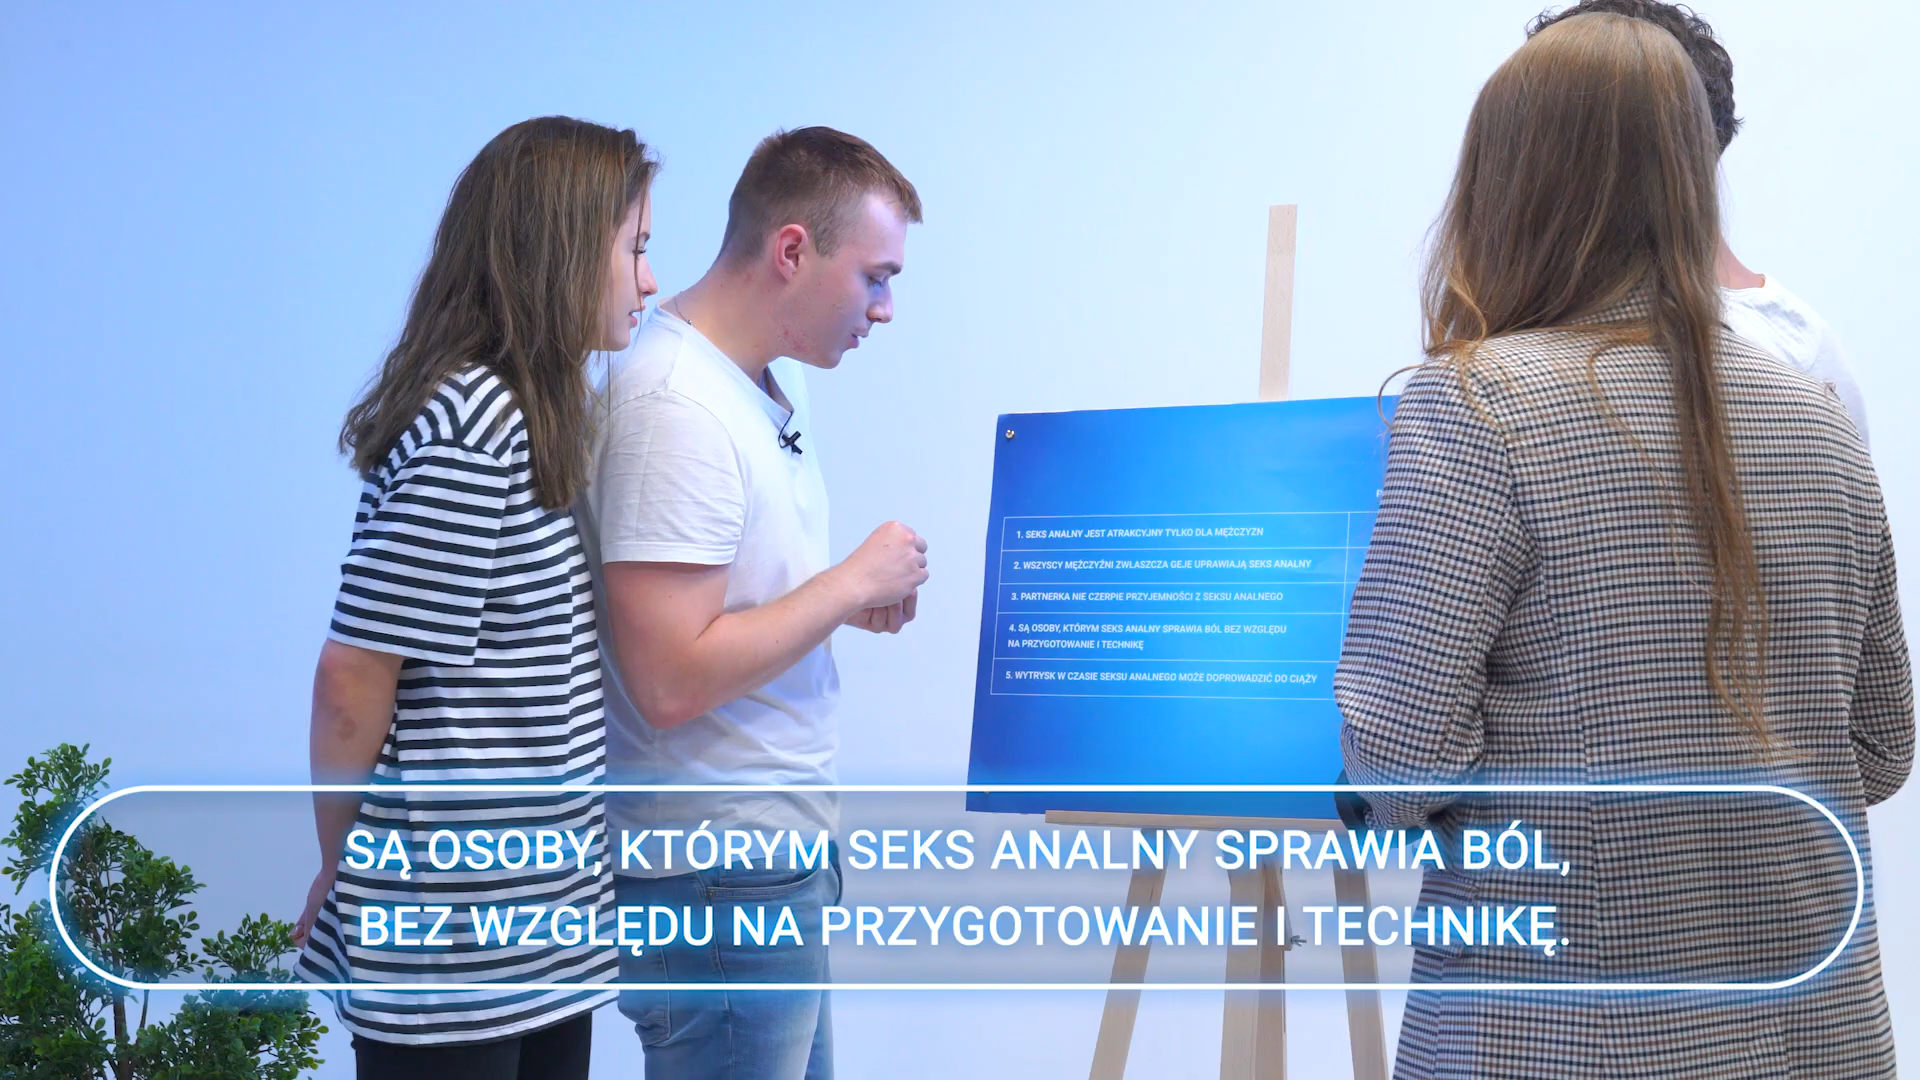 1. SEKS ANALNY JEST ATRAKCYJNY TYLKO DLA MĘŻCZYZN
2. WSZYSCY MĘŻCZYŹNI ZWŁASZCZA GEJE UPRAWIAJĄ SEKS ANALNY
3. PARTNERKA NIE CZERPIE PRZYJEMNOŚCI Z SEKSU ANALNEGO
4. SĄ OSOBY, KTÓRYM SEKS ANALNY SPRAWIA BÓL BEZ WZGLĘDU
NA PRZYGOTOWANIE I TECHNIKĘ
5. WYTRYSK W CZASIE SEKSU ANALNEGO MOŻE DOPROWADZIĆ DO CIĄŻY
SĄ OSOBY, KTÓRYM SEKS ANALNY SPRAWIA BÓL,
BEZ WZGLĘDU NA PRZYGOTOWANIE I TECHNIKĘ.